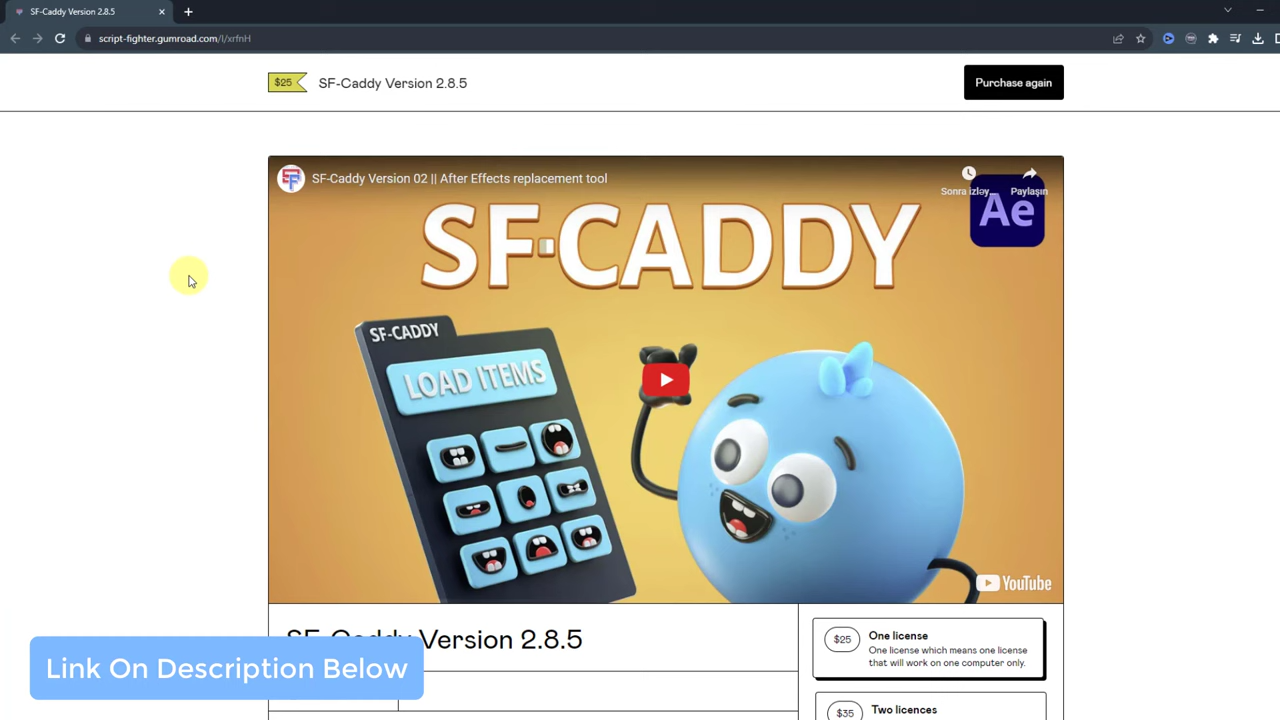 SF-Caddy Version 2.8.5
script-fighter.gumroad.com/l/xrfnH
$25
SF-Caddy Version 2.8.5
Purchase again
SF-Caddy Version 02 || After Effects replacement tool
Sonra izləy...
Paylaşın
Ae
SF-CADDY
SF-CADDY
LOAD ITEMS
YouTube
SF-Caddy Version 2.8.5
$25
One license
One license which means one license
that will work on one computer only.
$35
Two licences
Link On Description Below